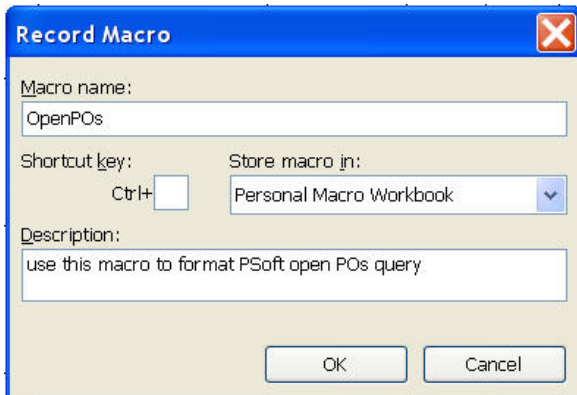 Record Macro
Macro name:
OpenPOs
Shortcut key: Store macro in:
Ctrl+ Personal Macro Workbook
Description:
use this macro to format PSoft open POs query
OK Cancel